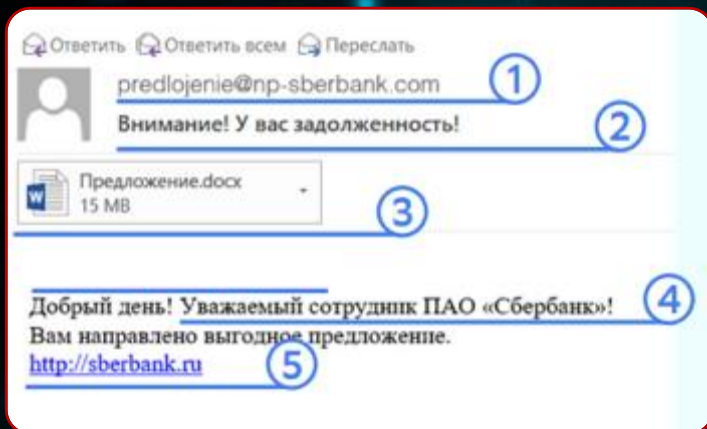 Ответить Ответить всем Переслать
predlojenie@np-sberbank.com 1
Внимание! У вас задолженность! 2
Предложение.docx
15 MB
3
Добрый день! Уважаемый сотрудник ПАО «Сбербанк»! 4
Вам направлено выгодное предложение.
http://sberbank.ru 5